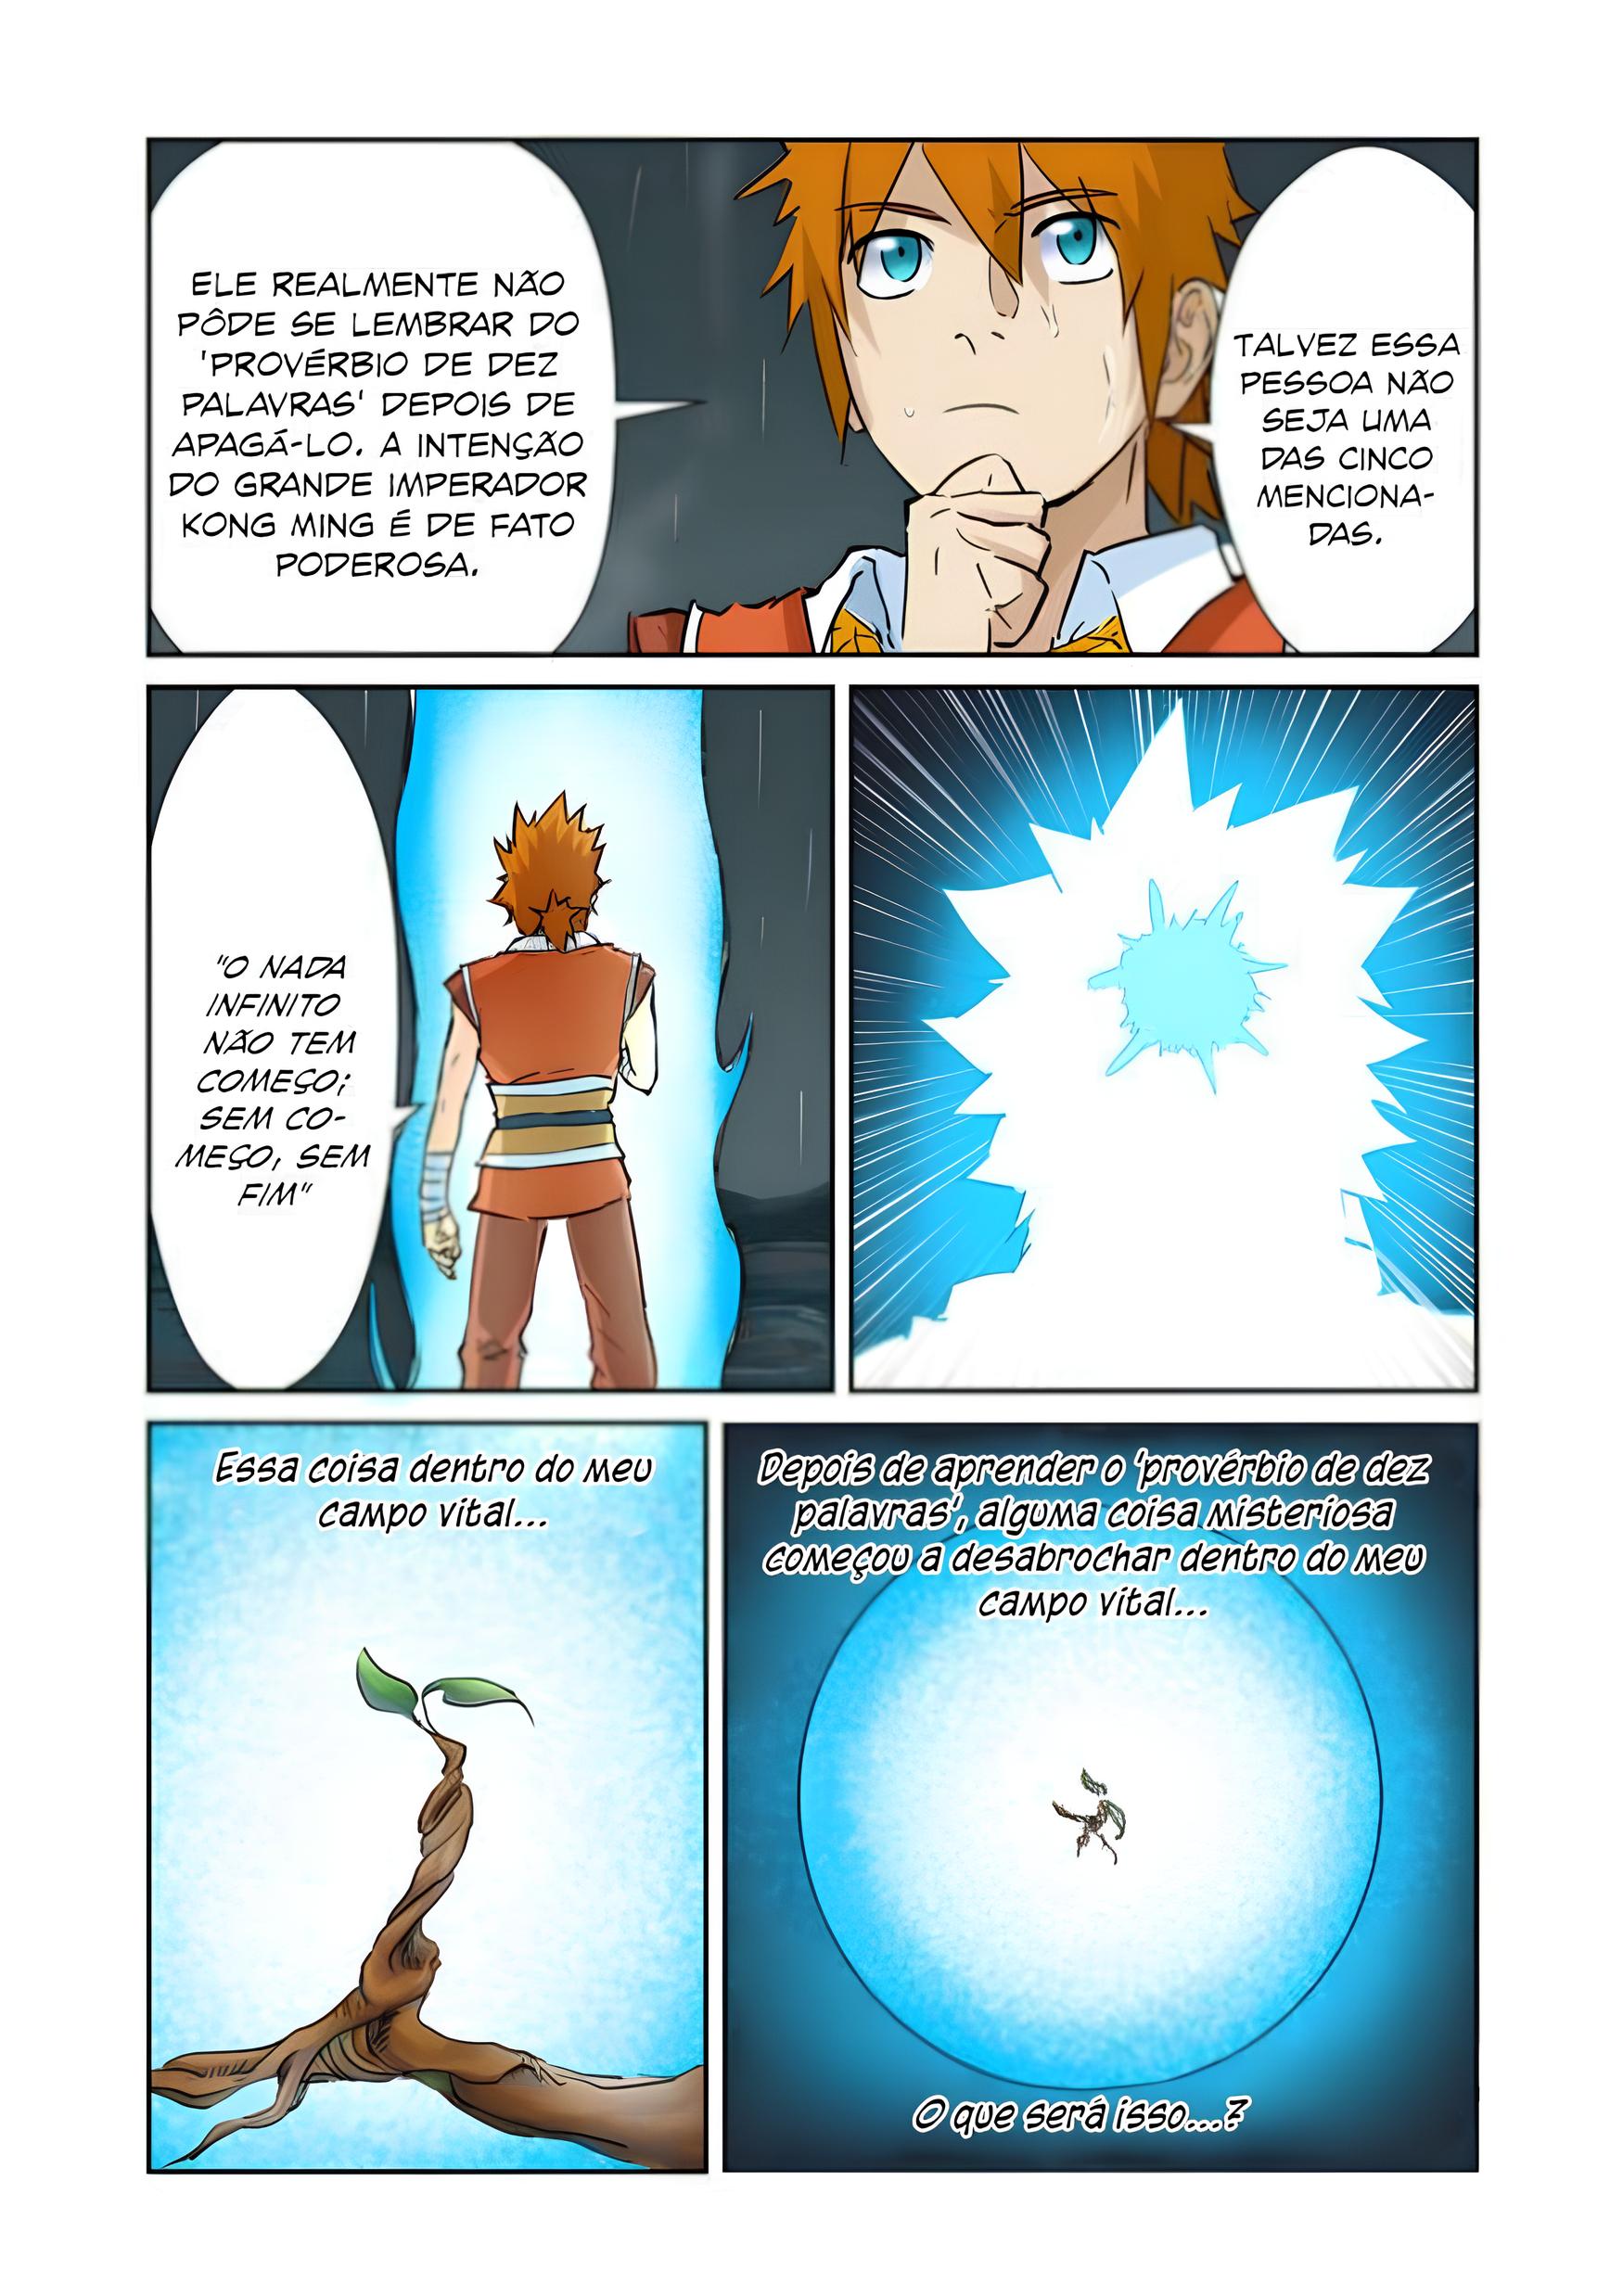 TALVEZ ESSA
PESSOA NÃO
SEJA UMA
DAS CINCO
MENCIONA-
DAS.
ELE REALMENTE NÃO
PÔDE SE LEMBRAR DO
'PROVÉRBIO DE DEZ
PALAVRAS' DEPOIS DE
APAGÁ-LO. A INTENÇÃO
DO GRANDE IMPERADOR
KONG MING É DE FATO
PODEROSA.
"O NADA
INFINITO
NÃO TEM
COMEÇO;
SEM CO-
MEÇO, SEM
FIM"
Depois de aprender o 'provérbio de dez
palavras', alguma coisa misteriosa
começou a desabrochar dentro do meu
campo vital...
O que será isso...?
Essa coisa dentro do meu
campo vital...